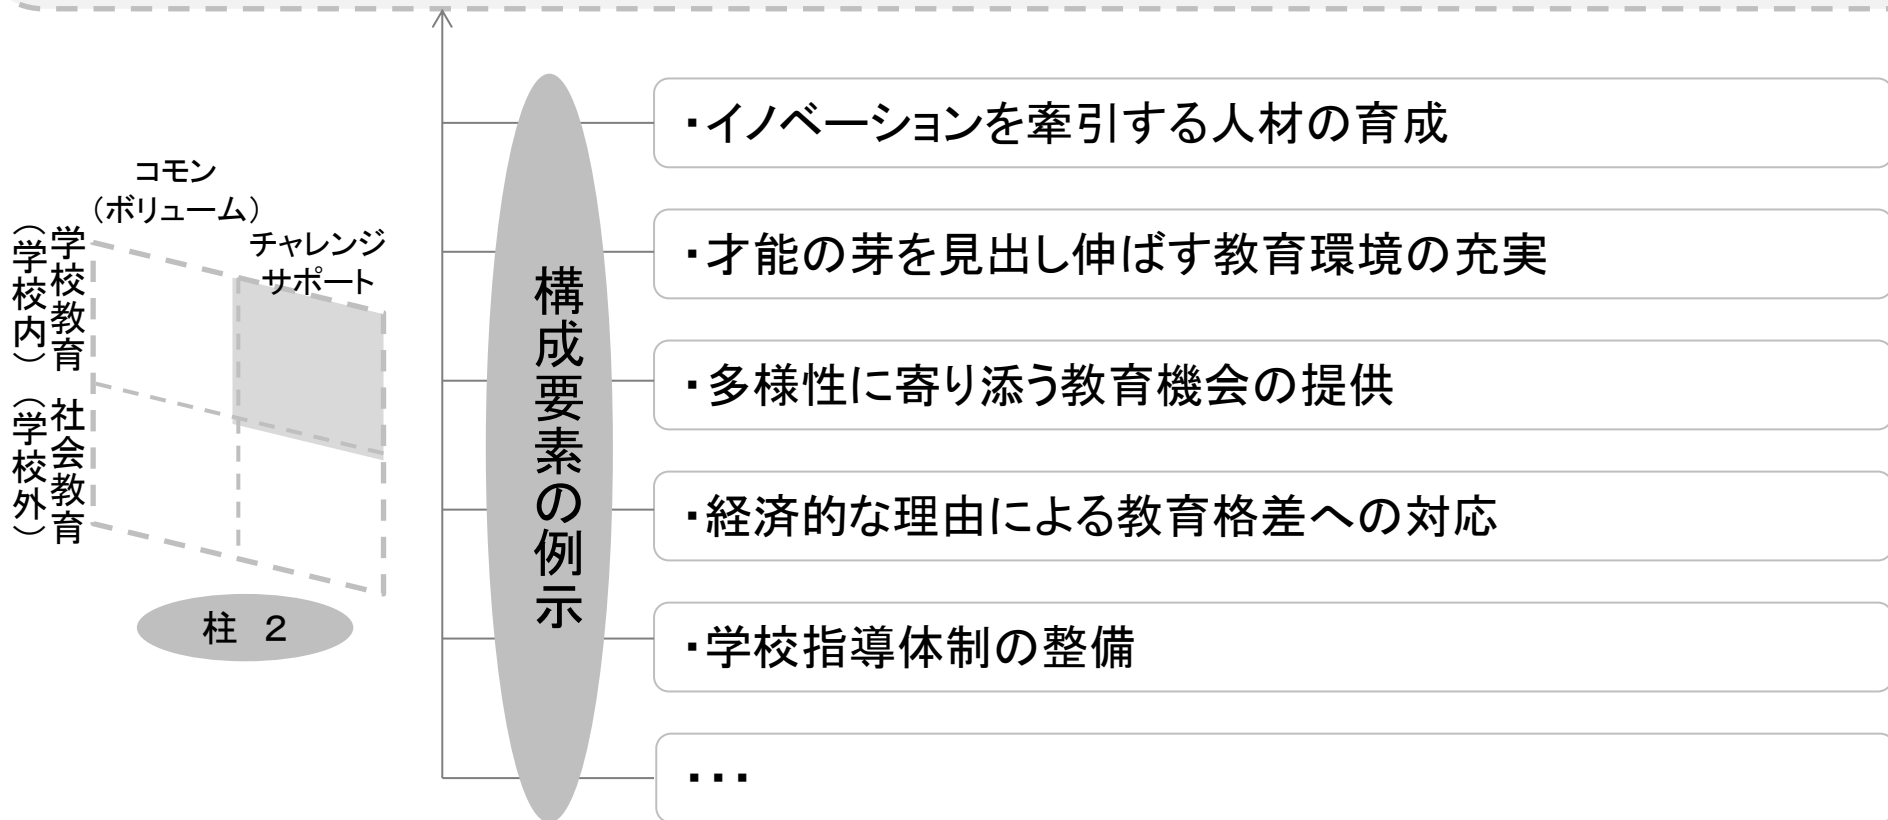 コモン
（ボリューム）
チャレンジ
サポート
学校教育
（学校内）
社会教育
（学校外）
柱　２
構成要素の例示
・イノベーションを牽引する人材の育成
・才能の芽を見出し伸ばす教育環境の充実
・多様性に寄り添う教育機会の提供
・経済的な理由による教育格差への対応
・学校指導体制の整備
・・・